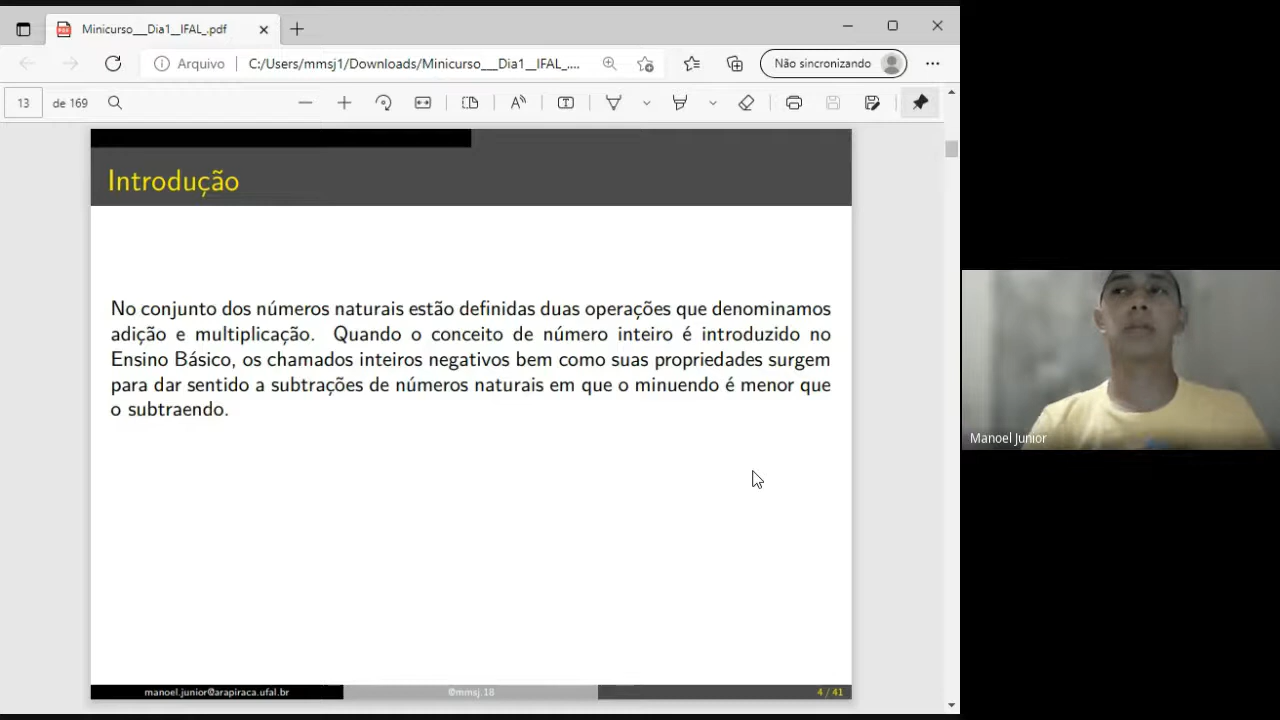 Minicurso___Dia1__IFAL_.pdf
Arquivo
C:/Users/mmsj1/Downloads/Minicurso___Dia1__IFAL_....
Não sincronizando
13
de 169
Introdução
No conjunto dos números naturais estão definidas duas operações que denominamos
adição e multiplicação. Quando o conceito de número inteiro é introduzido no
Ensino Básico, os chamados inteiros negativos bem como suas propriedades surgem
para dar sentido a subtrações de números naturais em que o minuendo é menor que
o subtraendo.
Manoel Junior
manoel.junior@arapiraca.ufal.br
@mmsj.18
4 / 41